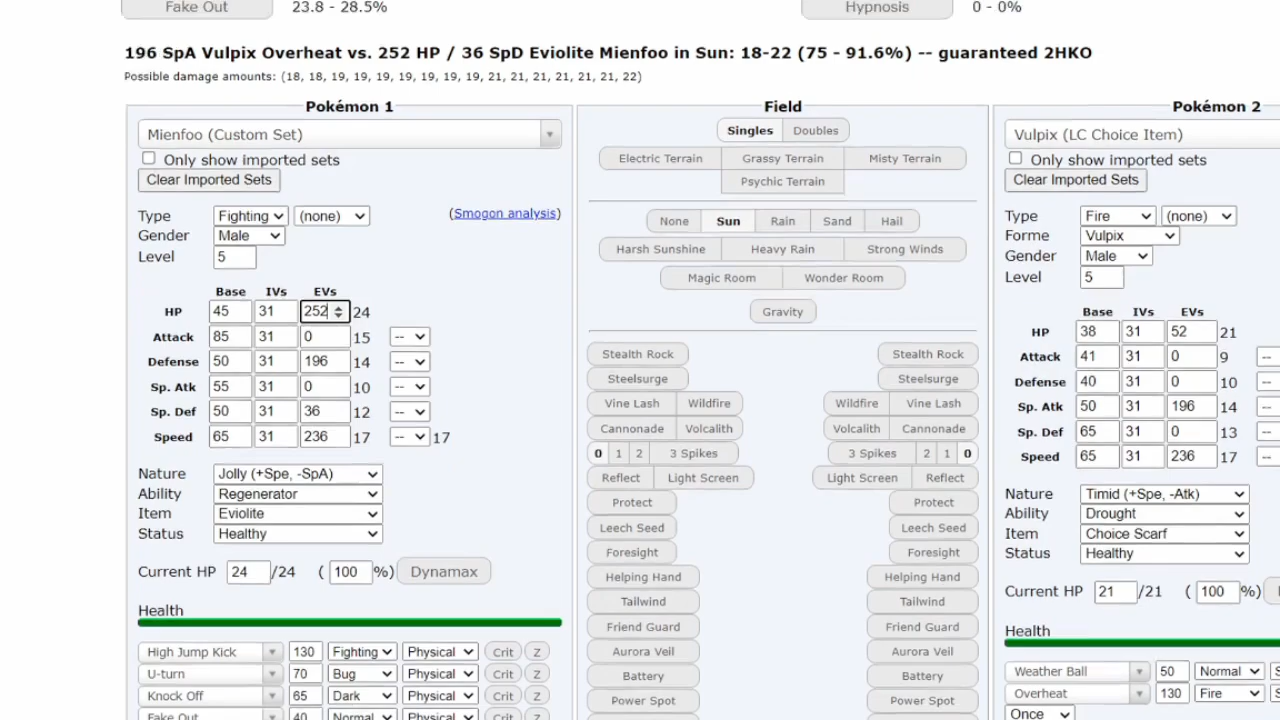 Fake Out 23.8 - 28.5% Hypnosis 0 - 0%
196 SpA Vulpix Overheat vs. 252 HP / 36 SpD Eviolite Mienfoo in Sun: 18-22 (75 - 91.6%) -- guaranteed 2HKO
Possible damage amounts: (18, 18, 19, 19, 19, 19, 19, 19, 19, 21, 21, 21, 21, 21, 21, 22)
Pokémon 1
Mienfoo (Custom Set)
Only show imported sets
Clear Imported Sets
Type Fighting (none) (Smogon analysis)
Gender Male
Level 5
Base IVs EVs
HP 45 31 252 24
Attack 85 31 0 15 --
Defense 50 31 196 14 --
Sp. Atk 55 31 0 10 --
Sp. Def 50 31 36 12 --
Speed 65 31 236 17 -- 17
Nature Jolly (+Spe, -SpA)
Ability Regenerator
Item Eviolite
Status Healthy
Current HP 24 /24 ( 100 %) Dynamax
Health
High Jump Kick 130 Fighting Physical Crit Z
U-turn 70 Bug Physical Crit Z
Knock Off 65 Dark Physical Crit Z
Fake Out 40 Normal Physical Crit Z
Field
Singles Doubles
Electric Terrain Grassy Terrain Misty Terrain
Psychic Terrain
None Sun Rain Sand Hail
Harsh Sunshine Heavy Rain Strong Winds
Magic Room Wonder Room
Gravity
Stealth Rock Stealth Rock
Steelsurge Steelsurge
Vine Lash Wildfire Wildfire Vine Lash
Cannonade Volcalith Volcalith Cannonade
0 1 2 3 Spikes 3 Spikes 2 1 0
Reflect Light Screen Light Screen Reflect
Protect Protect
Leech Seed Leech Seed
Foresight Foresight
Helping Hand Helping Hand
Tailwind Tailwind
Friend Guard Friend Guard
Aurora Veil Aurora Veil
Battery Battery
Power Spot Power Spot
Pokémon 2
Vulpix (LC Choice Item)
Only show imported sets
Clear Imported Sets
Type Fire (none)
Forme Vulpix
Gender Male
Level 5
Base IVs EVs
HP 38 31 52 21
Attack 41 31 0 9 --
Defense 40 31 0 10 --
Sp. Atk 50 31 196 14 --
Sp. Def 65 31 0 13 --
Speed 65 31 236 17 --
Nature Timid (+Spe, -Atk)
Ability Drought
Item Choice Scarf
Status Healthy
Current HP 21 /21 ( 100 %)
Health
Weather Ball 50 Normal S
Overheat 130 Fire S
Once